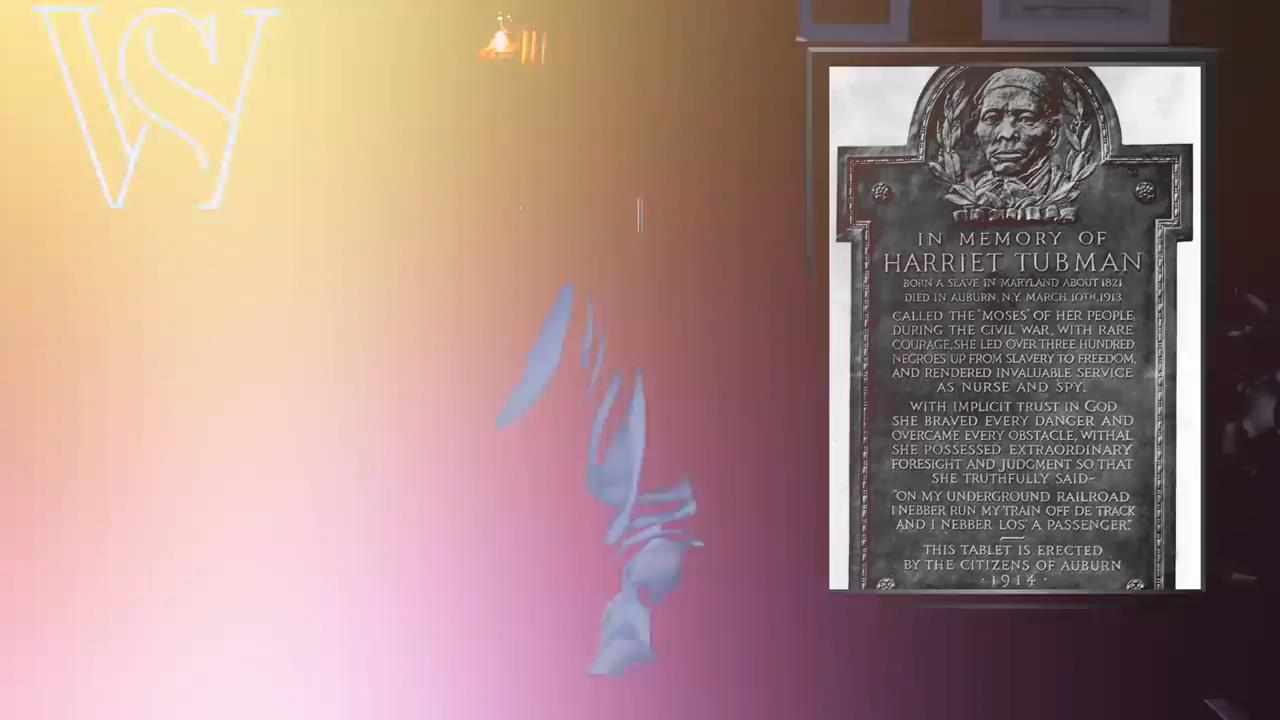 WSY
IN MEMORY OF
HARRIET TUBMAN
BORN A SLAVE IN MARYLAND ABOUT 1821
DIED IN AUBURN, N.Y. MARCH 10TH, 1913
CALLED THE "MOSES" OF HER PEOPLE,
DURING THE CIVIL WAR, WITH RARE
COURAGE, SHE LED OVER THREE HUNDRED
NEGROES UP FROM SLAVERY TO FREEDOM,
AND RENDERED INVALUABLE SERVICE
AS NURSE AND SPY.
WITH IMPLICIT TRUST IN GOD
SHE BRAVED EVERY DANGER AND
OVERCAME EVERY OBSTACLE, WITHAL
SHE POSSESSED EXTRAORDINARY
FORESIGHT AND JUDGMENT SO THAT
SHE TRUTHFULLY SAID-
"ON MY UNDERGROUND RAILROAD
I NEBBER RUN MY TRAIN OFF DE TRACK
AND I NEBBER LOS' A PASSENGER."
THIS TABLET IS ERECTED
BY THE CITIZENS OF AUBURN
·1914·